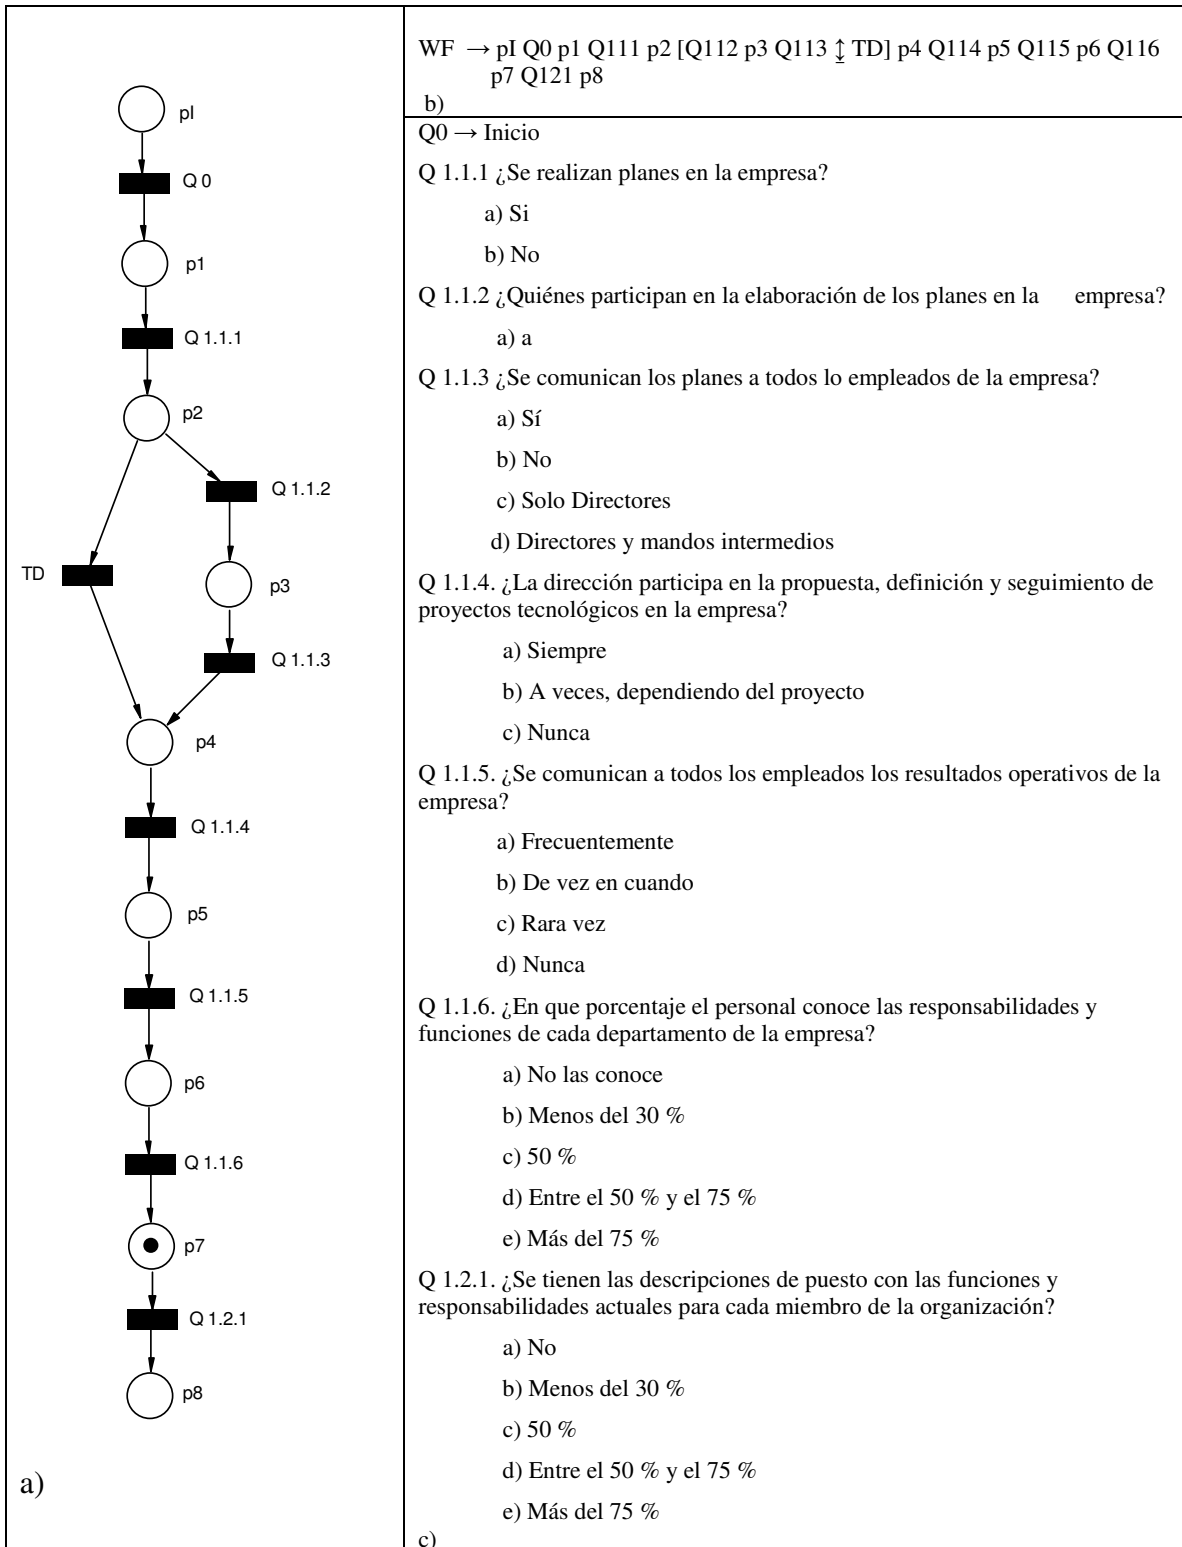 pI
Q 0
p1
Q 1.1.1
p2
Q 1.1.2
TD
p3
Q 1.1.3
p4
Q 1.1.4
p5
Q 1.1.5
p6
Q 1.1.6
p7
Q 1.2.1
p8
a)
WF → pI Q0 p1 Q111 p2 [Q112 p3 Q113 ↨ TD] p4 Q114 p5 Q115 p6 Q116
p7 Q121 p8
b)
Q0 → Inicio
Q 1.1.1 ¿Se realizan planes en la empresa?
a) Si
b) No
Q 1.1.2 ¿Quiénes participan en la elaboración de los planes en la empresa?
a) a
Q 1.1.3 ¿Se comunican los planes a todos lo empleados de la empresa?
a) Sí
b) No
c) Solo Directores
d) Directores y mandos intermedios
Q 1.1.4. ¿La dirección participa en la propuesta, definición y seguimiento de
proyectos tecnológicos en la empresa?
a) Siempre
b) A veces, dependiendo del proyecto
c) Nunca
Q 1.1.5. ¿Se comunican a todos los empleados los resultados operativos de la
empresa?
a) Frecuentemente
b) De vez en cuando
c) Rara vez
d) Nunca
Q 1.1.6. ¿En que porcentaje el personal conoce las responsabilidades y
funciones de cada departamento de la empresa?
a) No las conoce
b) Menos del 30 %
c) 50 %
d) Entre el 50 % y el 75 %
e) Más del 75 %
Q 1.2.1. ¿Se tienen las descripciones de puesto con las funciones y
responsabilidades actuales para cada miembro de la organización?
a) No
b) Menos del 30 %
c) 50 %
d) Entre el 50 % y el 75 %
e) Más del 75 %
c)